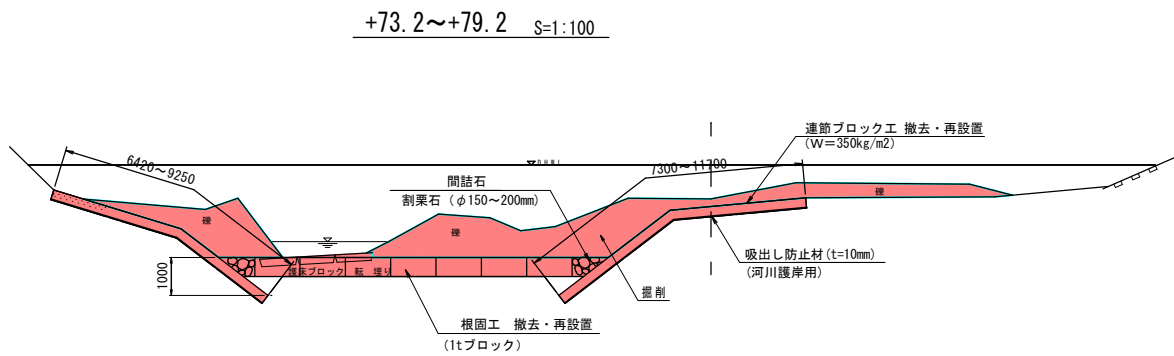 +73.2～+79.2 S=1:100
連節ブロック工 撤去・再設置
(W＝350kg/m2)
6420～9250
7300～11700
間詰石
割栗石（φ150～200mm)
礫
礫
礫
1000
護床ブロック 転 埋り
吸出し防止材(t=10mm)
(河川護岸用)
掘削
根固工 撤去・再設置
(1tブロック)